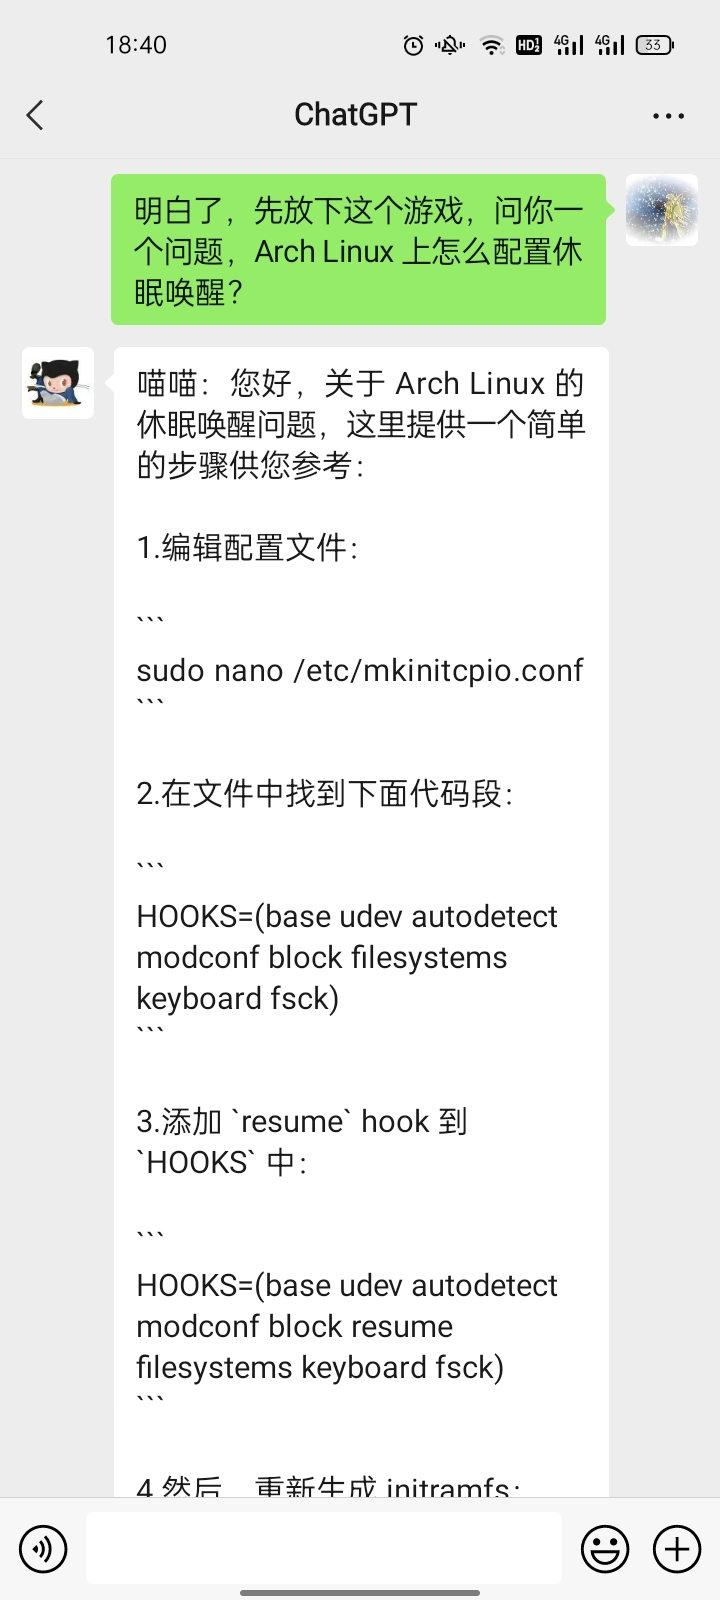 18:40
HD 1 2 4G 4G 33
ChatGPT
明白了，先放下这个游戏，问你一
个问题，Arch Linux 上怎么配置休
眠唤醒？
喵喵：您好，关于 Arch Linux 的
休眠唤醒问题，这里提供一个简单
的步骤供您参考：
1.编辑配置文件：
```
sudo nano /etc/mkinitcpio.conf
```
2.在文件中找到下面代码段：
```
HOOKS=(base udev autodetect
modconf block filesystems
keyboard fsck)
```
3.添加 `resume` hook 到
`HOOKS` 中：
```
HOOKS=(base udev autodetect
modconf block resume
filesystems keyboard fsck)
```
4.然后，重新生成 initramfs：